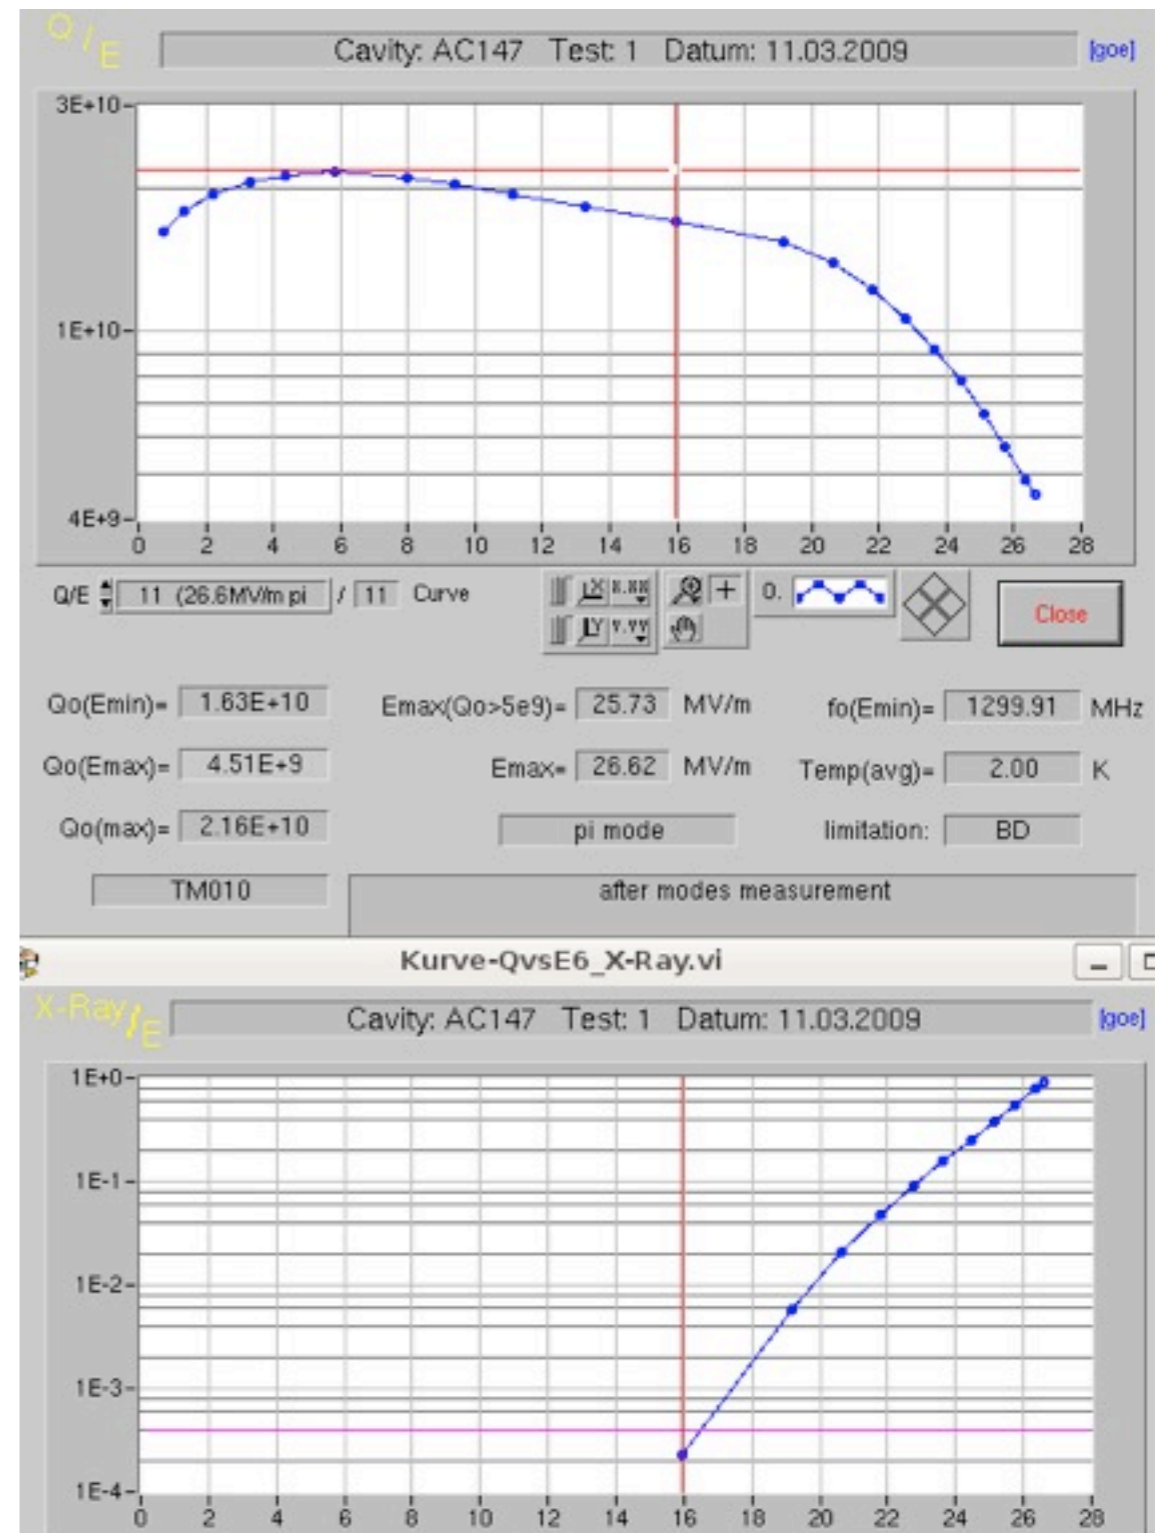 Q/E Cavity: AC147 Test: 1 Datum: 11.03.2009 [goe]
3E+10
1E+10
4E+9
0 2 4 6 8 10 12 14 16 18 20 22 24 26 28
Q/E 11 (26.6MV/m pi / 11 Curve X 8.88 + 0. Close
Y Y.YY
Qo(Emin)= 1.63E+10 Emax(Qo>5e9)= 25.73 MV/m fo(Emin)= 1299.91 MHz
Qo(Emax)= 4.51E+9 Emax= 26.62 MV/m Temp(avg)= 2.00 K
Qo(max)= 2.16E+10 pi mode limitation: BD
TM010 after modes measurement
Kurve-QvsE6_X-Ray.vi
X-Ray/E Cavity: AC147 Test: 1 Datum: 11.03.2009 [goe]
1E+0
1E-1
1E-2
1E-3
1E-4
0 2 4 6 8 10 12 14 16 18 20 22 24 26 28